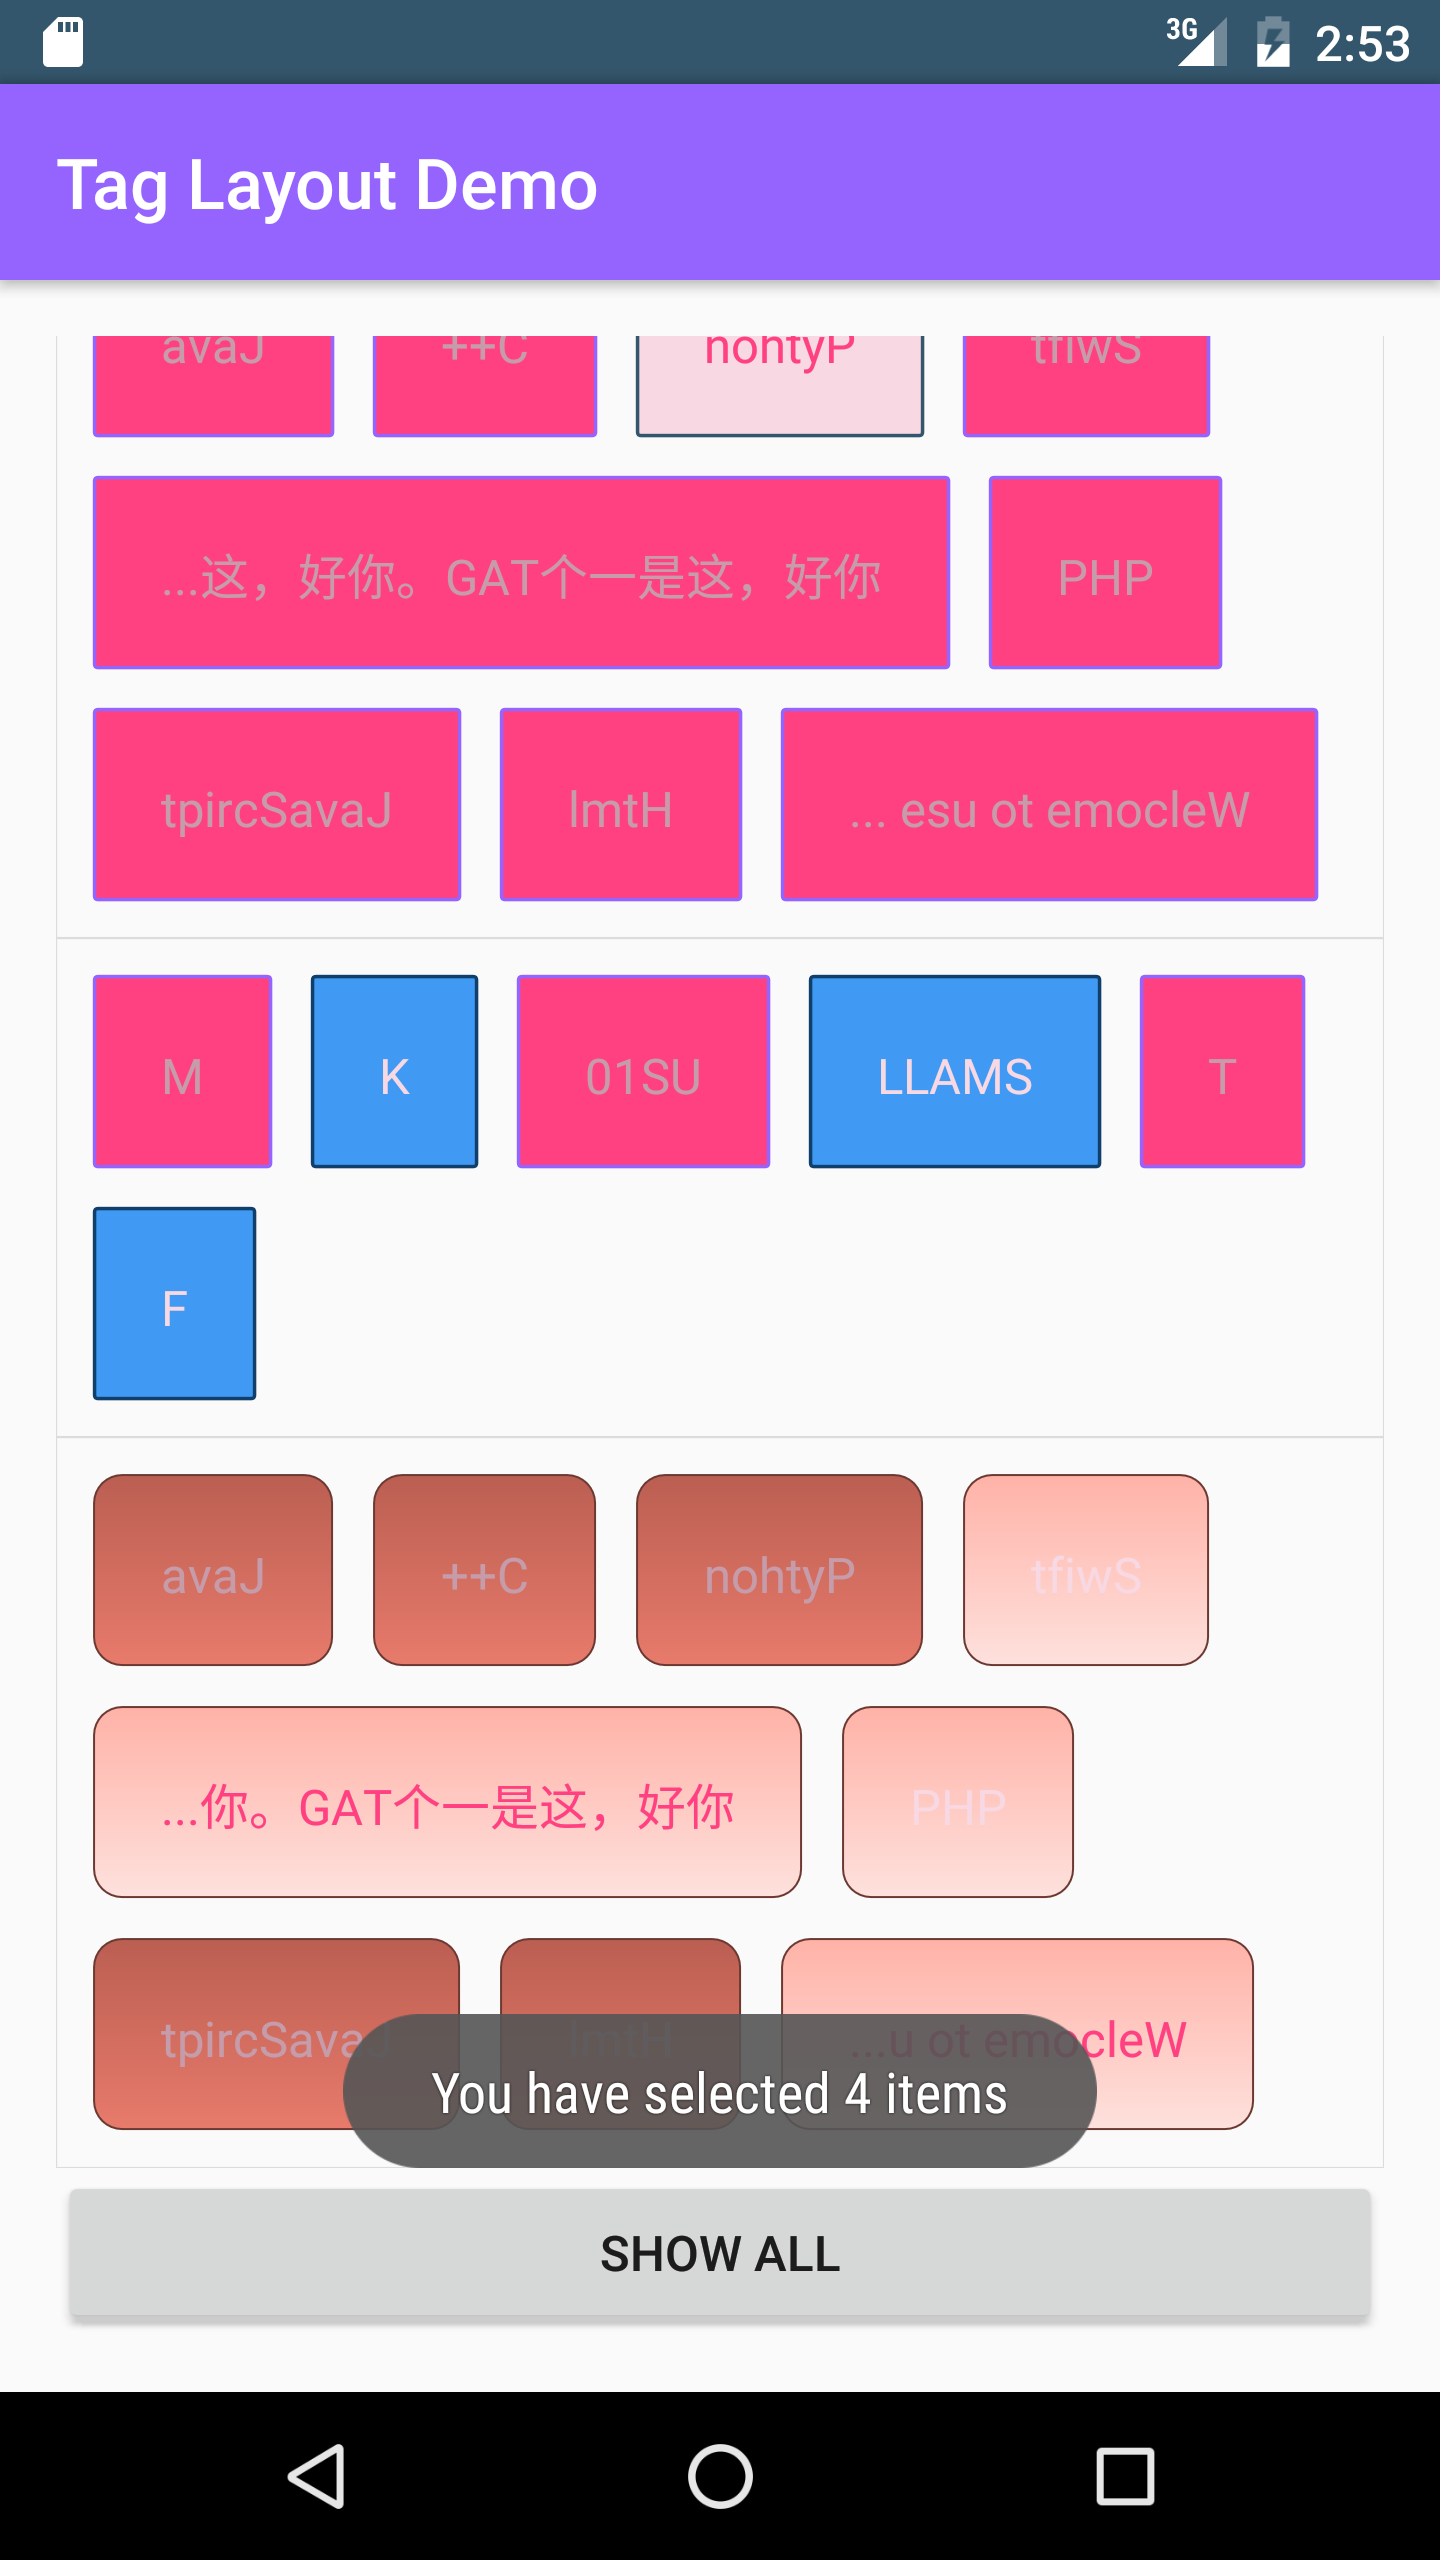 3G 2:53
Tag Layout Demo
avaJ ++C nohtyP tfiwS
...这，好你。GAT个一是这，好你 PHP
tpircSavaJ lmtH ... esu ot emocleW
M K 01SU LLAMS T
F
avaJ ++C nohtyP tfiwS
...你。GAT个一是这，好你 PHP
tpircSavaJ lmtH ...u ot emocleW
You have selected 4 items
SHOW ALL